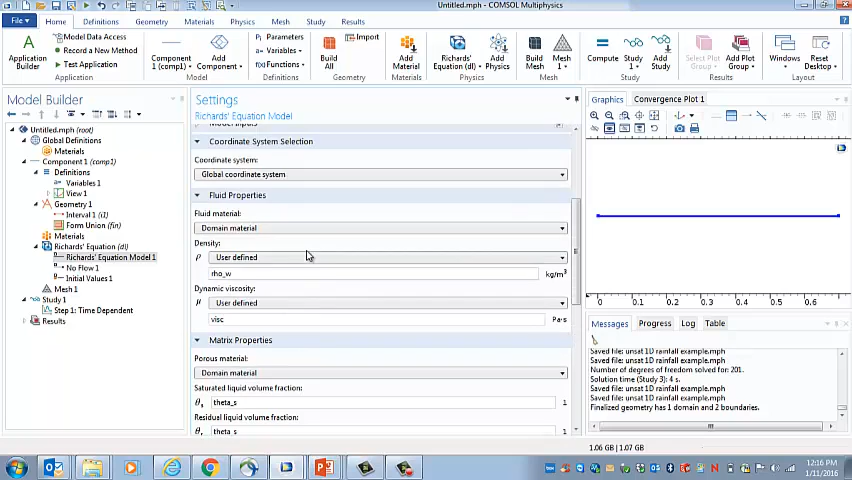 Untitled.mph - COMSOL Multiphysics
File
Home
Definitions
Geometry
Materials
Physics
Mesh
Study
Results
Application Builder
Model Data Access
Record a New Method
Test Application
Application
Component 1 (comp1)
Add Component
Model
Parameters
Variables
Functions
Definitions
Build All
Import
Geometry
Add Material
Materials
Richards' Equation (dl)
Add Physics
Physics
Build Mesh
Mesh 1
Mesh
Compute
Study 1
Add Study
Study
Select Plot Group
Add Plot Group
Results
Windows
Reset Desktop
Layout
Model Builder
Untitled.mph (root)
Global Definitions
Materials
Component 1 (comp1)
Definitions
Variables 1
View 1
Geometry 1
Interval 1 (i1)
Form Union (fin)
Materials
Richards' Equation (dl)
Richards' Equation Model 1
No Flow 1
Initial Values 1
Mesh 1
Study 1
Step 1: Time Dependent
Results
Settings
Richards' Equation Model
Model Inputs
Coordinate System Selection
Coordinate system:
Global coordinate system
Fluid Properties
Fluid material:
Domain material
Density:
ρ User defined
rho_w kg/m³
Dynamic viscosity:
μ User defined
visc Pa·s
Matrix Properties
Porous material:
Domain material
Saturated liquid volume fraction:
θs theta_s 1
Residual liquid volume fraction:
theta_s 1
Graphics
Convergence Plot 1
0 0.1 0.2 0.3 0.4 0.5 0.6
Messages
Progress
Log
Table
Saved file: unsat 1D rainfall example.mph
Saved file: unsat 1D rainfall example.mph
Number of degrees of freedom solved for: 201.
Solution time (Study 3): 4 s.
Saved file: unsat 1D rainfall example.mph
Saved file: unsat 1D rainfall example.mph
Finalized geometry has 1 domain and 2 boundaries.
1.06 GB | 1.07 GB
12:16 PM
1/11/2016